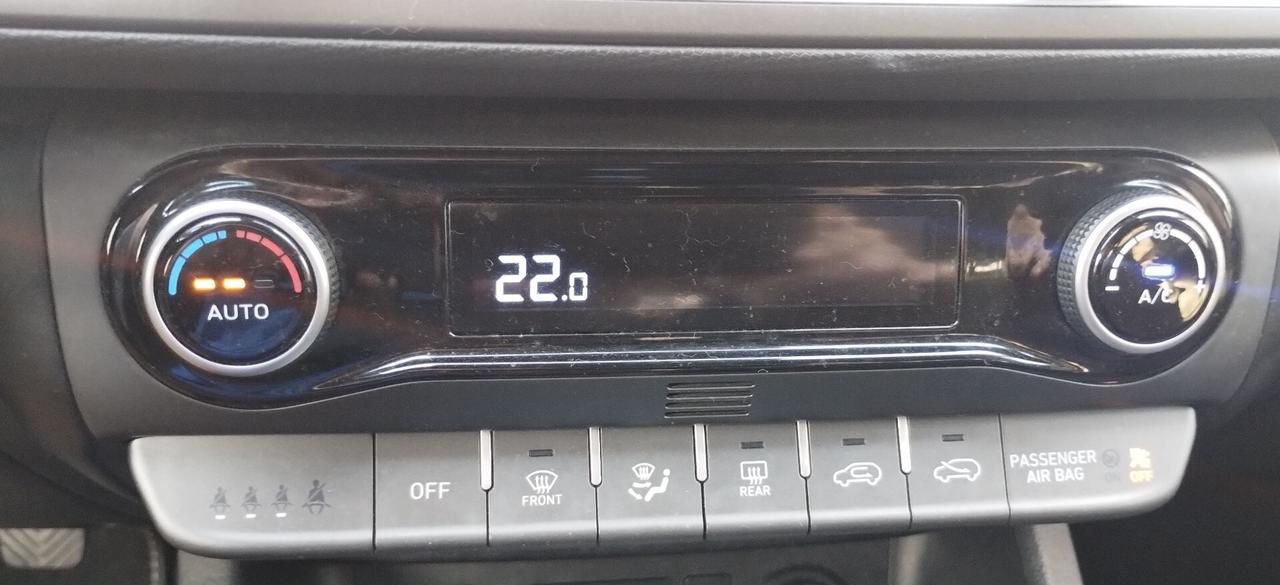 22.0
AUTO
A/C
OFF
FRONT
REAR
PASSENGER
AIR BAG
ON
OFF